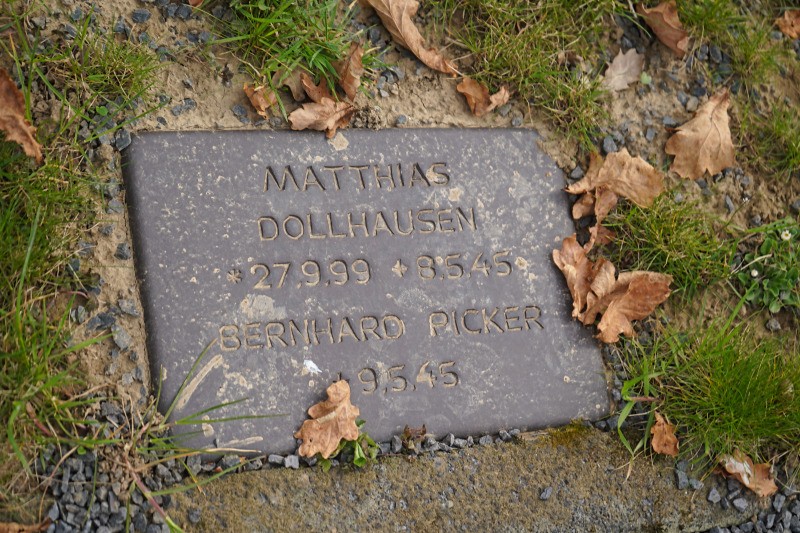 MATTHIAS
DOLLHAUSEN
*27.9.99 +8.5.45
BERNHARD PICKER
+9.5.45